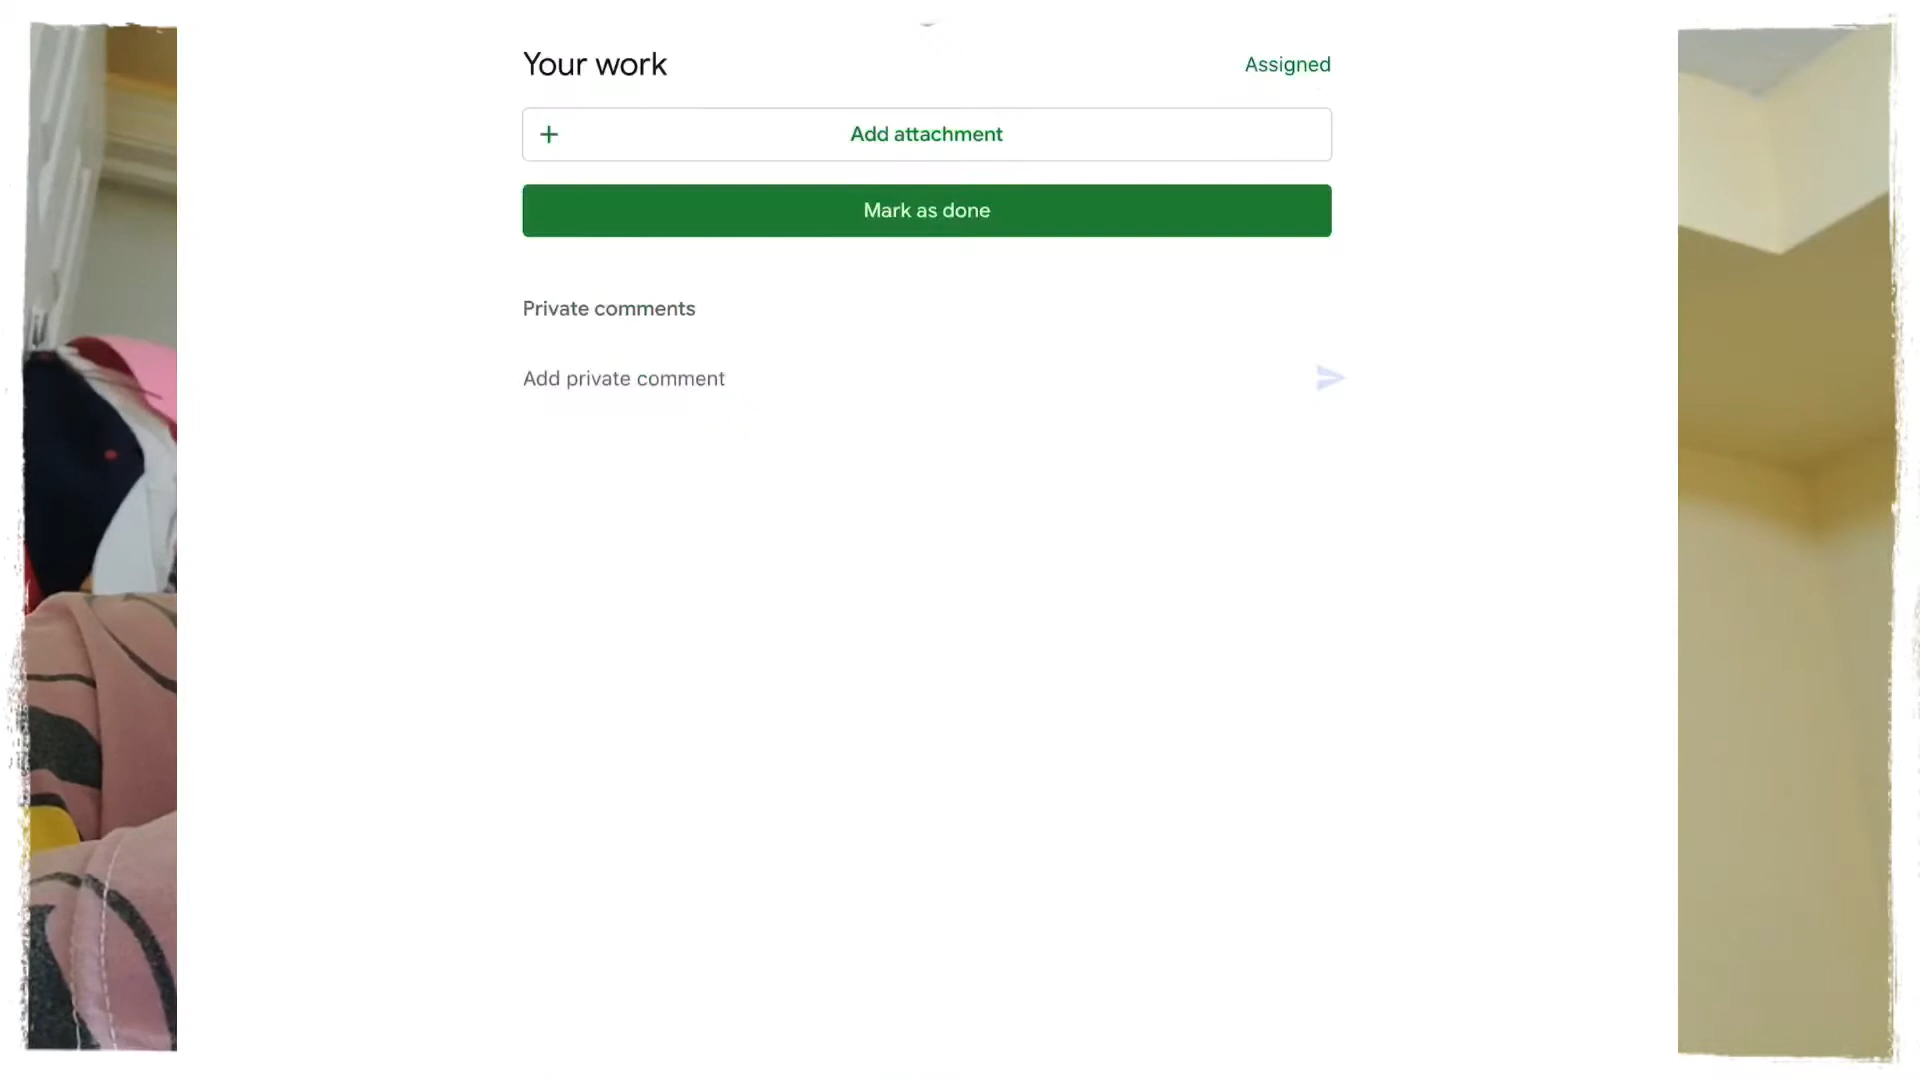 Your work
Assigned
Add attachment
Mark as done
Private comments
Add private comment